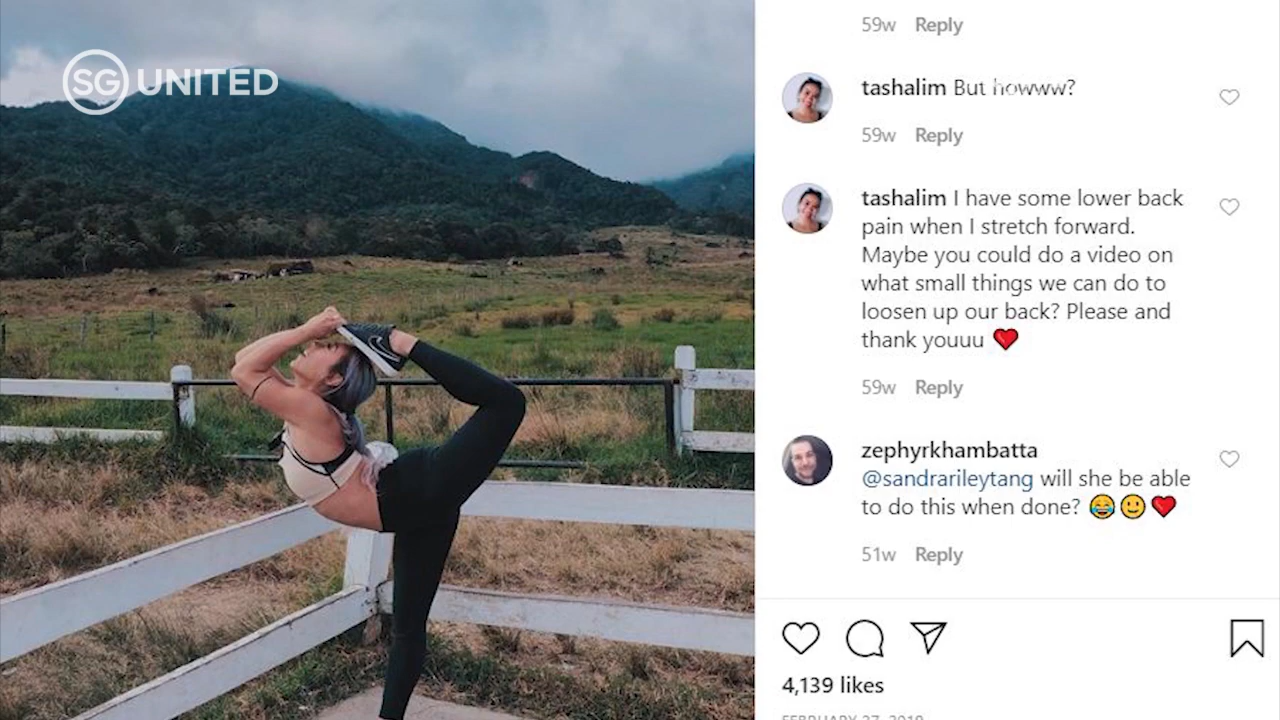 SG UNITED
59w Reply
tashalim But howww?
59w Reply
tashalim I have some lower back
pain when I stretch forward.
Maybe you could do a video on
what small things we can do to
loosen up our back? Please and
thank youuu ❤️
59w Reply
zephyrkhambatta
@sandrarileytang will she be able
to do this when done? 😂🙂❤️
51w Reply
4,139 likes
FEBRUARY 27, 2019